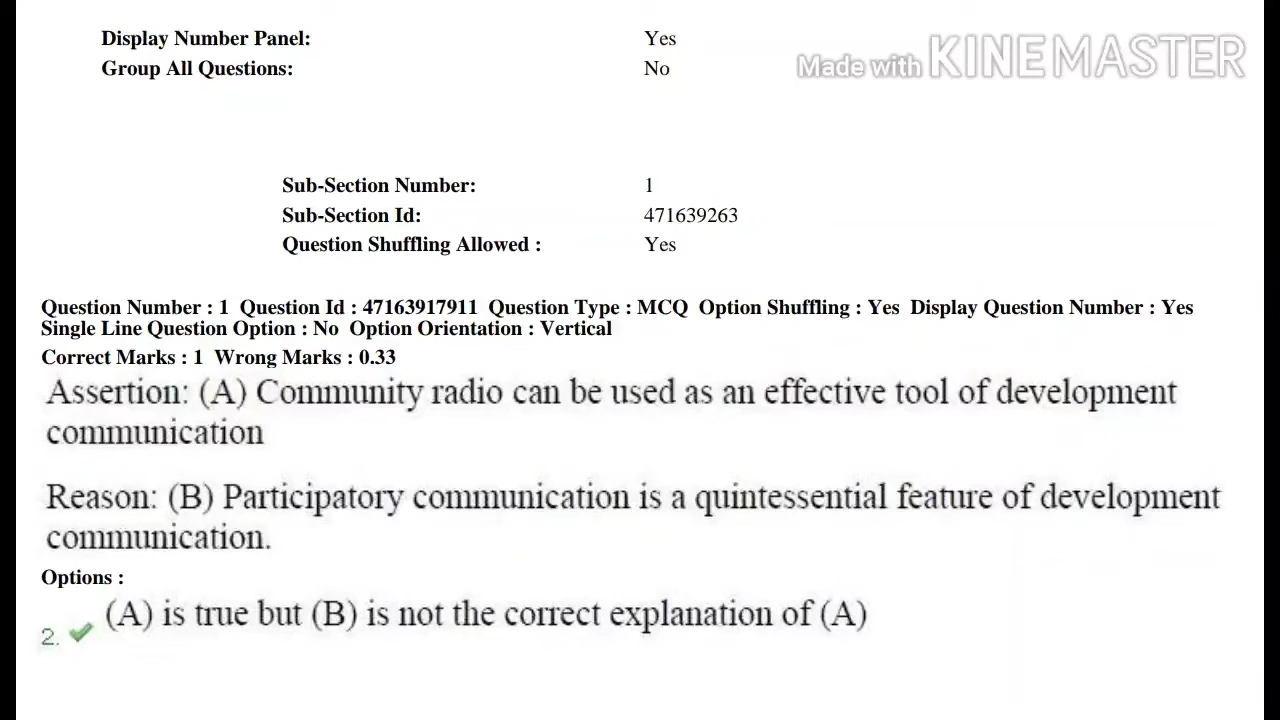 Display Number Panel: Yes
Made with KINEMASTER
Group All Questions: No
Sub-Section Number: 1
Sub-Section Id: 471639263
Question Shuffling Allowed : Yes
Question Number : 1 Question Id : 47163917911 Question Type : MCQ Option Shuffling : Yes Display Question Number : Yes
Single Line Question Option : No Option Orientation : Vertical
Correct Marks : 1 Wrong Marks : 0.33
Assertion: (A) Community radio can be used as an effective tool of development
communication
Reason: (B) Participatory communication is a quintessential feature of development
communication.
Options :
(A) is true but (B) is not the correct explanation of (A)
2.